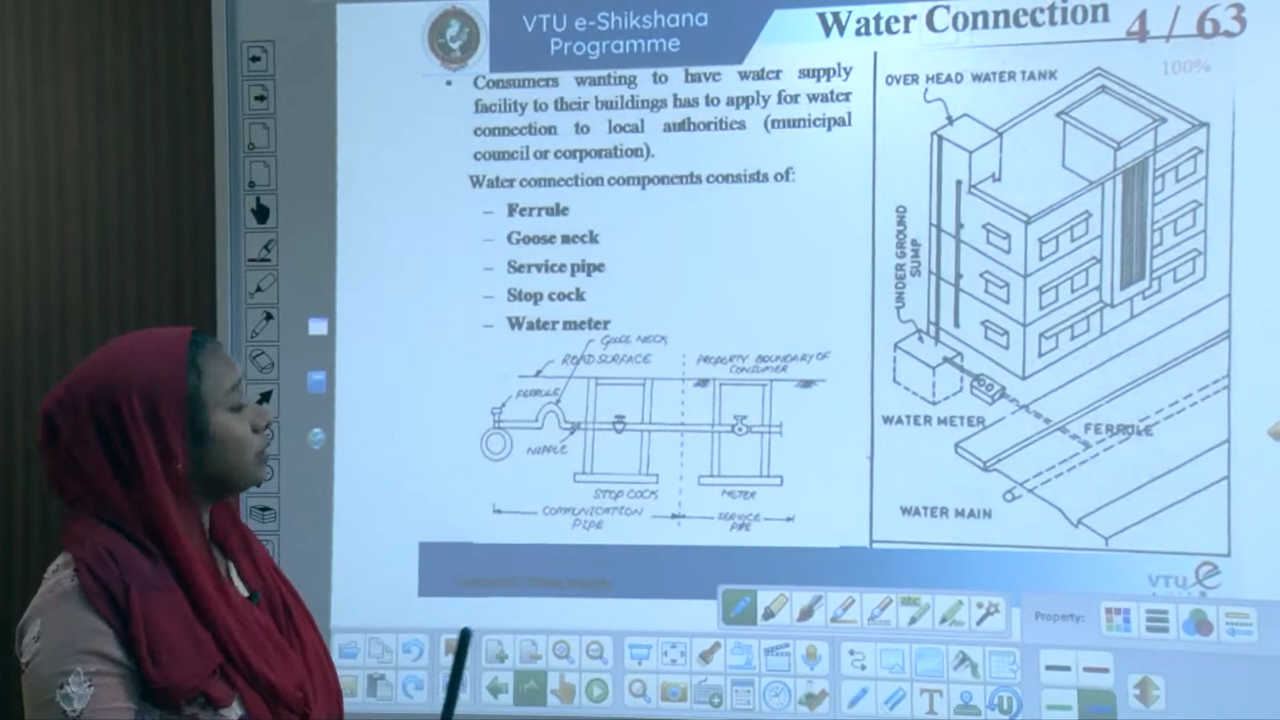 VTU e-Shikshana
Programme
Water Connection
4 / 63
100%
• Consumers wanting to have water supply
facility to their buildings has to apply for water
connection to local authorities (municipal
council or corporation).
Water connection components consists of:
– Ferrule
– Goose neck
– Service pipe
– Stop cock
– Water meter
GOOSE NECK
ROAD SURFACE
PROPERTY BOUNDARY OF
CONSUMER
FERRULE
NIPPLE
STOP COCK
METER
COMMUNICATION
PIPE
SERVICE
PIPE
OVER HEAD WATER TANK
UNDER GROUND
SUMP
WATER METER
FERRULE
WATER MAIN
VTU e
Property:
T